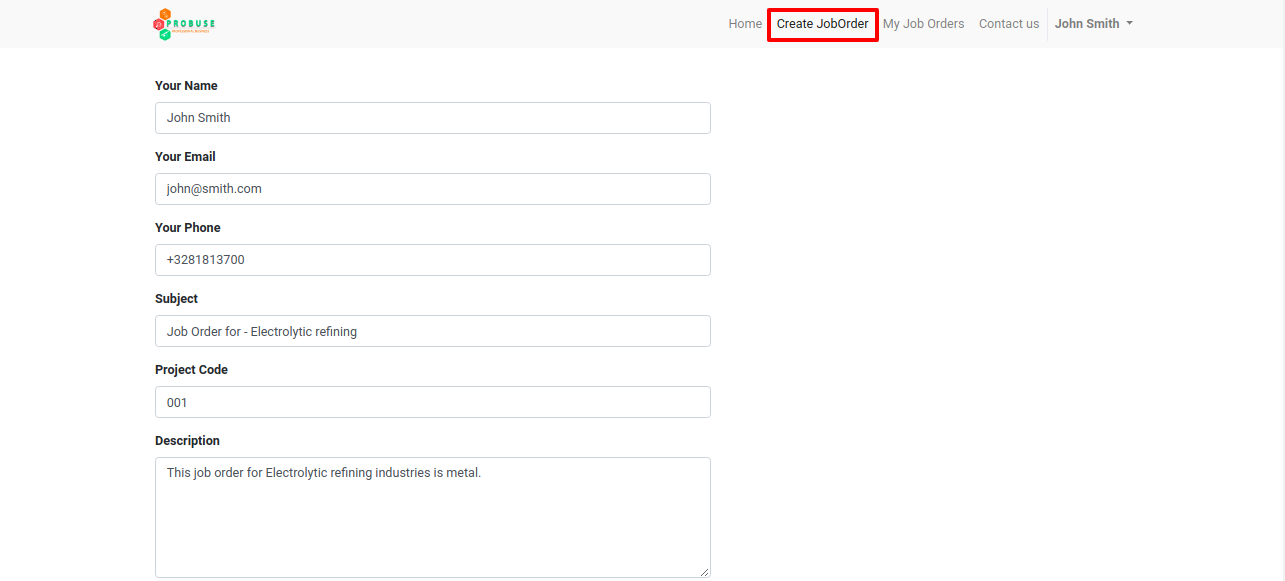 PROBUSE
PROFESSIONAL BUSINESS
Home Create JobOrder My Job Orders Contact us John Smith
Your Name
John Smith
Your Email
john@smith.com
Your Phone
+3281813700
Subject
Job Order for - Electrolytic refining
Project Code
001
Description
This job order for Electrolytic refining industries is metal.